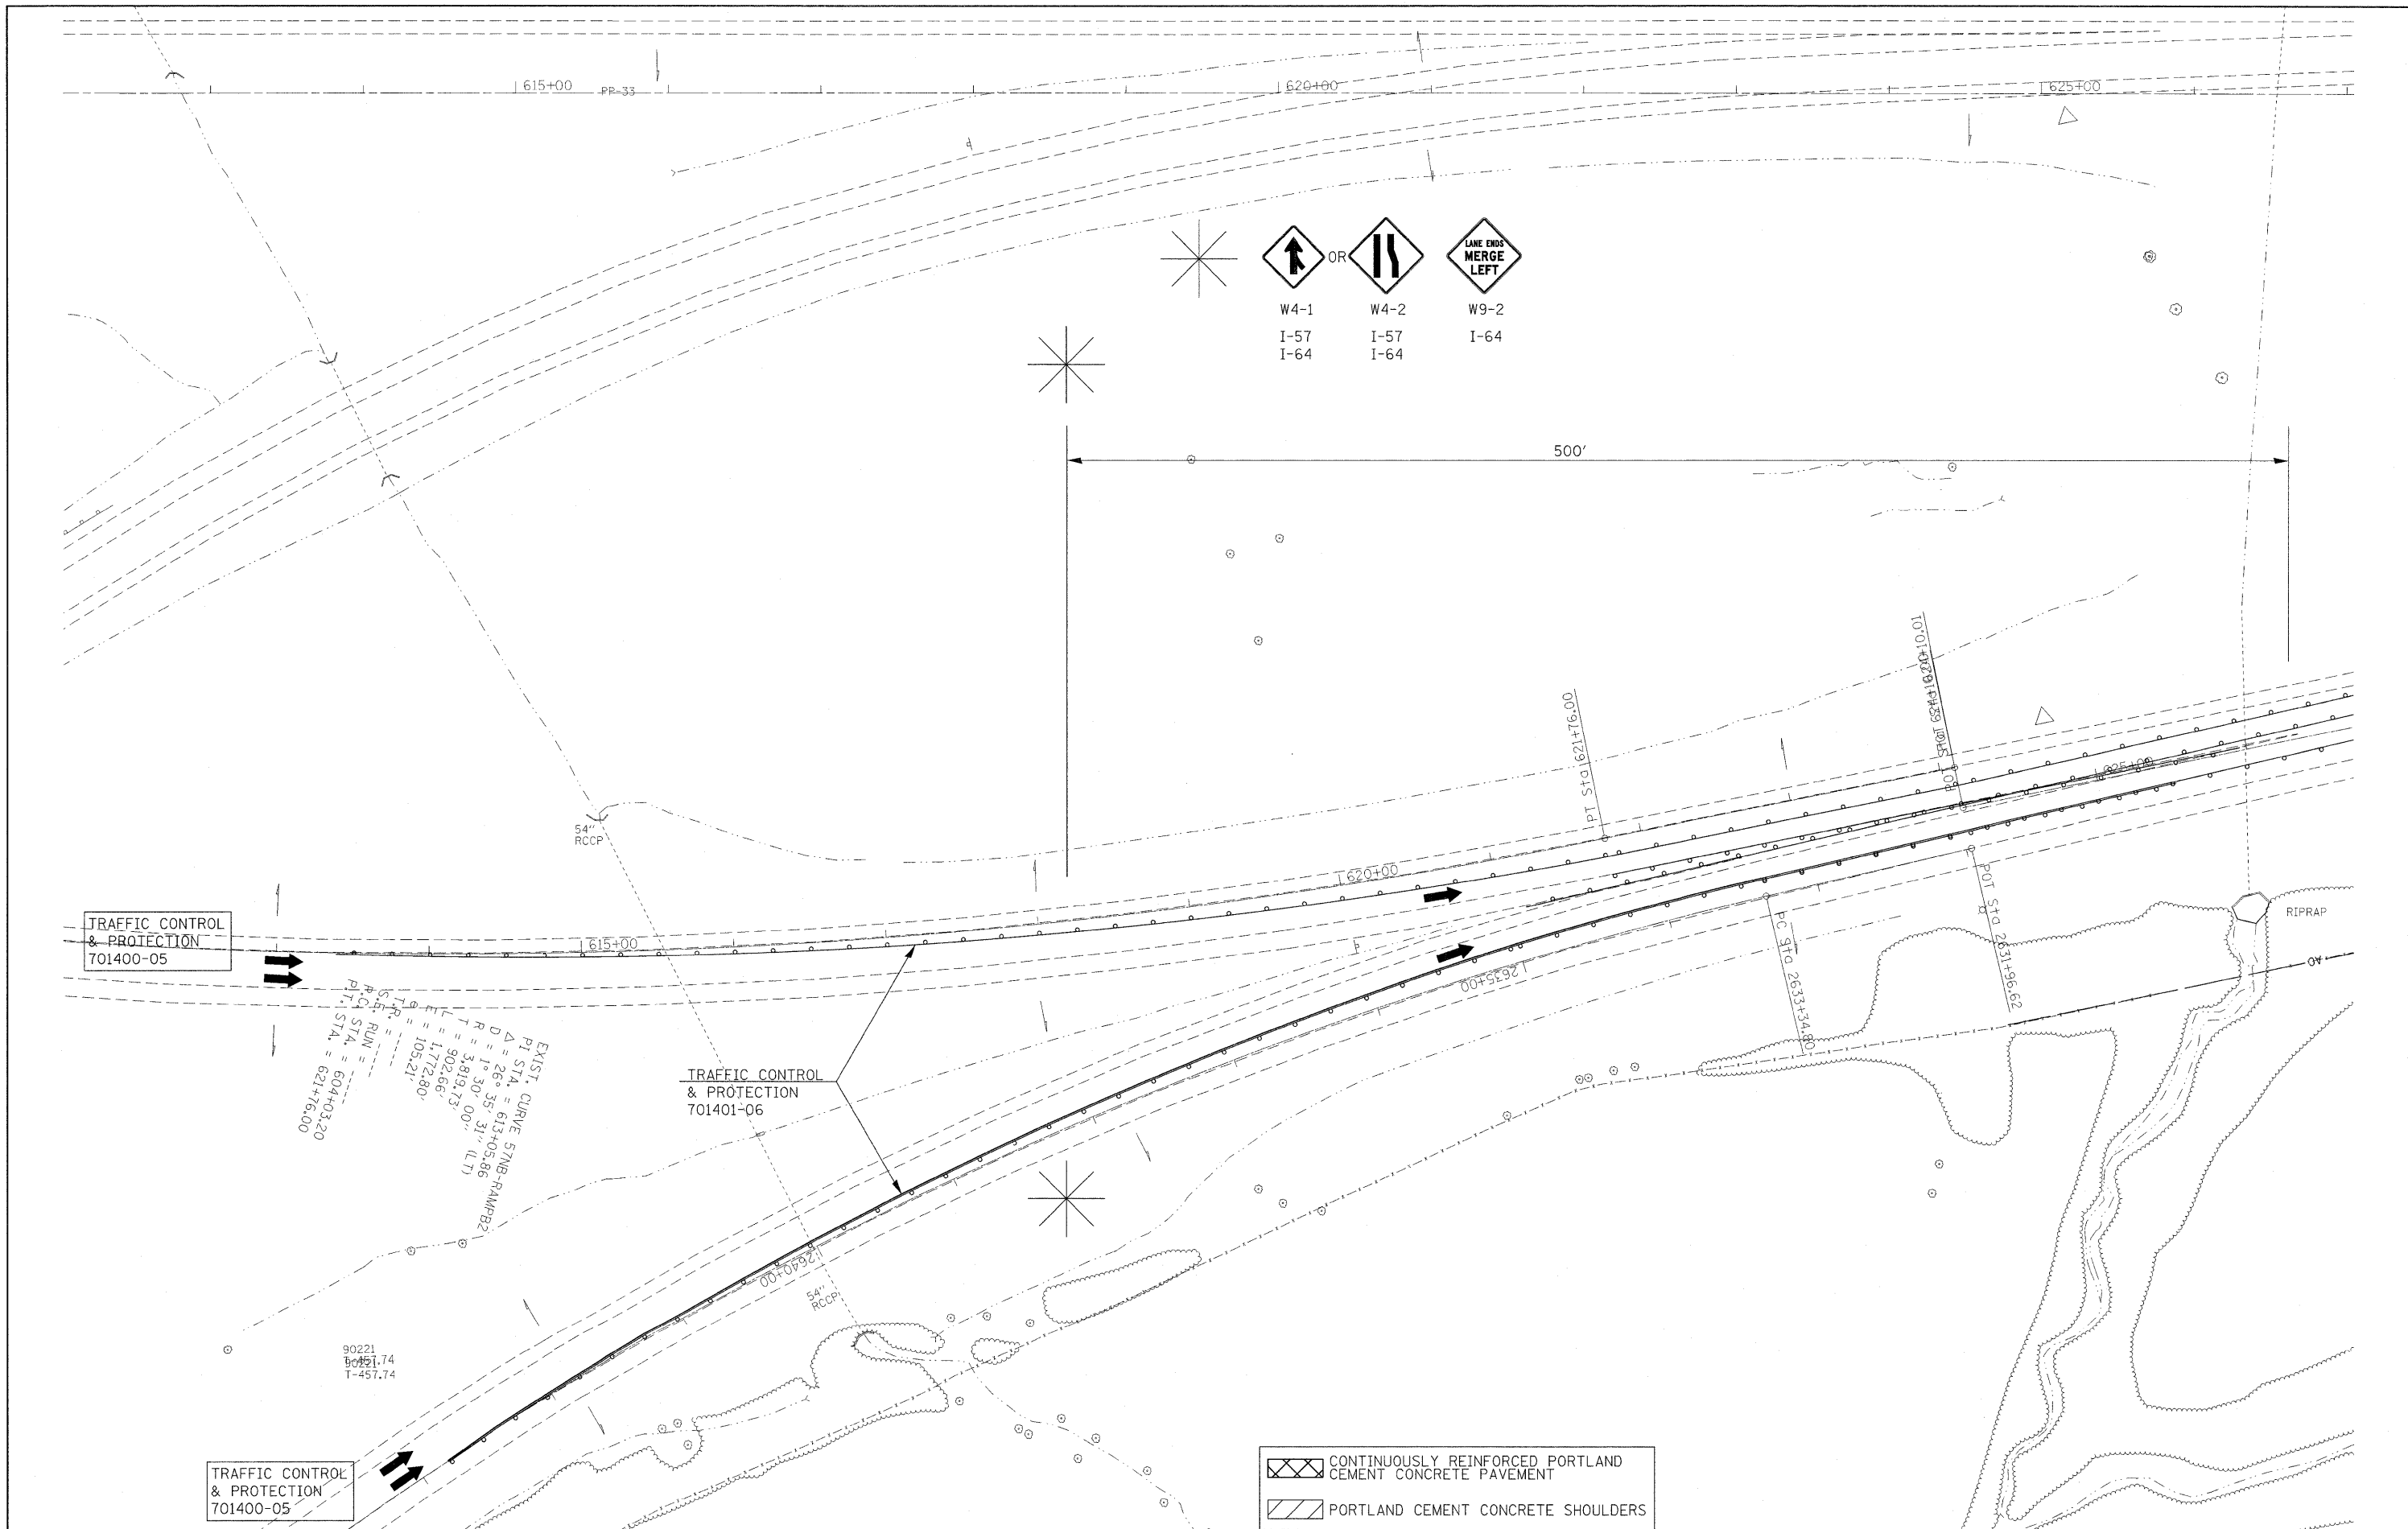 615+00
PP-33
620+00
625+00
OR
LANE ENDS
MERGE
LEFT
W4-1
W4-2
W9-2
I-57
I-57
I-64
I-64
I-64
500'
PT Sta 621+76.00
54"
RCCP
620+00
625+00
TRAFFIC CONTROL
& PROTECTION
701400-05
615+00
RIPRAP
PC Sta 2633+34.80
POT Sta 2631+96.62
2635+00
AC
EXIST. CURVE 57NB-RAMPB2
PI STA. = 613+05.86
Δ = 26° 35' 31" (LT)
D = 1° 30' 00"
R = 3,819.73'
T = 902.66'
L = 1,772.80'
E = 105.21'
e = -----
T.R. = -----
S.E. RUN = -----
P.C. STA. = 604+03.20
P.T. STA. = 621+76.00
TRAFFIC CONTROL
& PROTECTION
701401-06
2640+00
54"
RCCP
90221
T-457.74
90221
T-457.74
TRAFFIC CONTROL
& PROTECTION
701400-05
CONTINUOUSLY REINFORCED PORTLAND
CEMENT CONCRETE PAVEMENT
PORTLAND CEMENT CONCRETE SHOULDERS